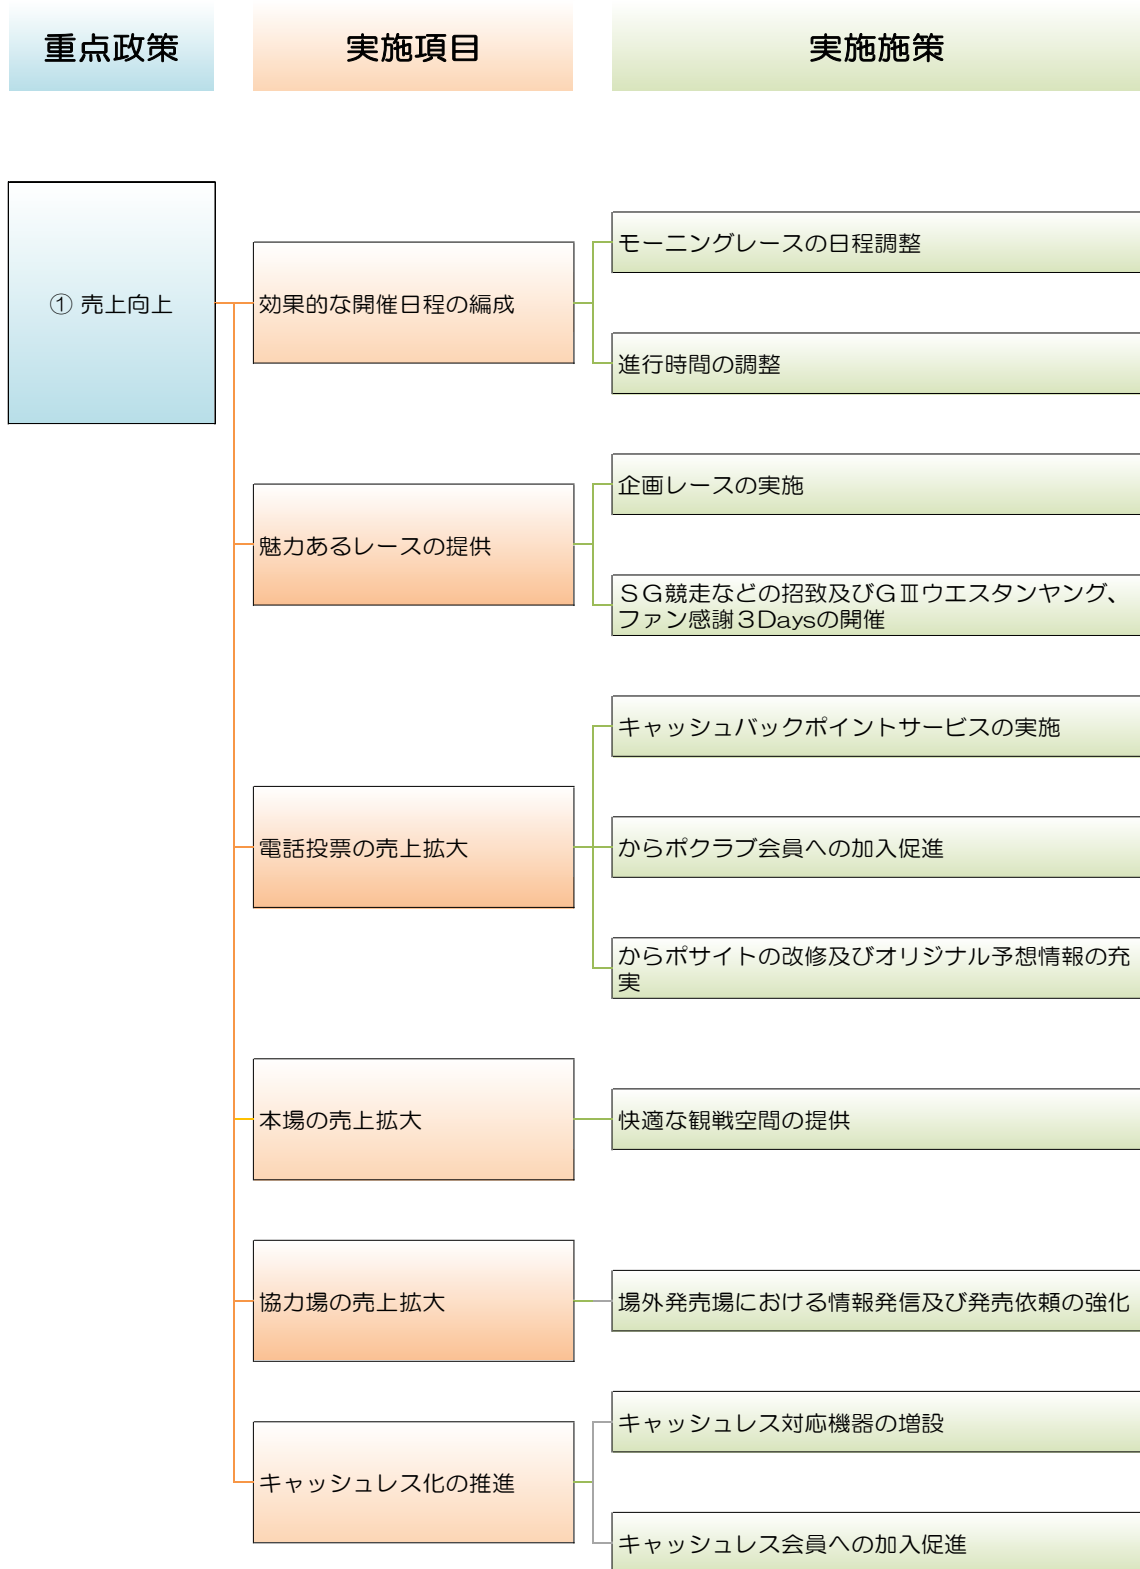 重点政策
実施項目
実施施策
① 売上向上
効果的な開催日程の編成
モーニングレースの日程調整
進行時間の調整
魅力あるレースの提供
企画レースの実施
ＳＧ競走などの招致及びＧⅢウエスタンヤング、
ファン感謝３Daysの開催
電話投票の売上拡大
キャッシュバックポイントサービスの実施
からポクラブ会員への加入促進
からポサイトの改修及びオリジナル予想情報の充
実
本場の売上拡大
快適な観戦空間の提供
協力場の売上拡大
場外発売場における情報発信及び発売依頼の強化
キャッシュレス化の推進
キャッシュレス対応機器の増設
キャッシュレス会員への加入促進